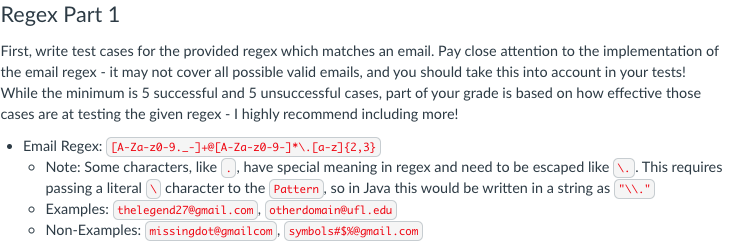 Regex Part 1
First, write test cases for the provided regex which matches an email. Pay close attention to the implementation of
the email regex - it may not cover all possible valid emails, and you should take this into account in your tests!
While the minimum is 5 successful and 5 unsuccessful cases, part of your grade is based on how effective those
cases are at testing the given regex - I highly recommend including more!
• Email Regex: [A-Za-z0-9._-]+@[A-Za-z0-9-]*\.[a-z]{2,3}
◦ Note: Some characters, like ., have special meaning in regex and need to be escaped like \.. This requires
passing a literal \ character to the Pattern, so in Java this would be written in a string as "\\."
◦ Examples: thelegend27@gmail.com, otherdomain@ufl.edu
◦ Non-Examples: missingdot@gmailcom, symbols#$%@gmail.com